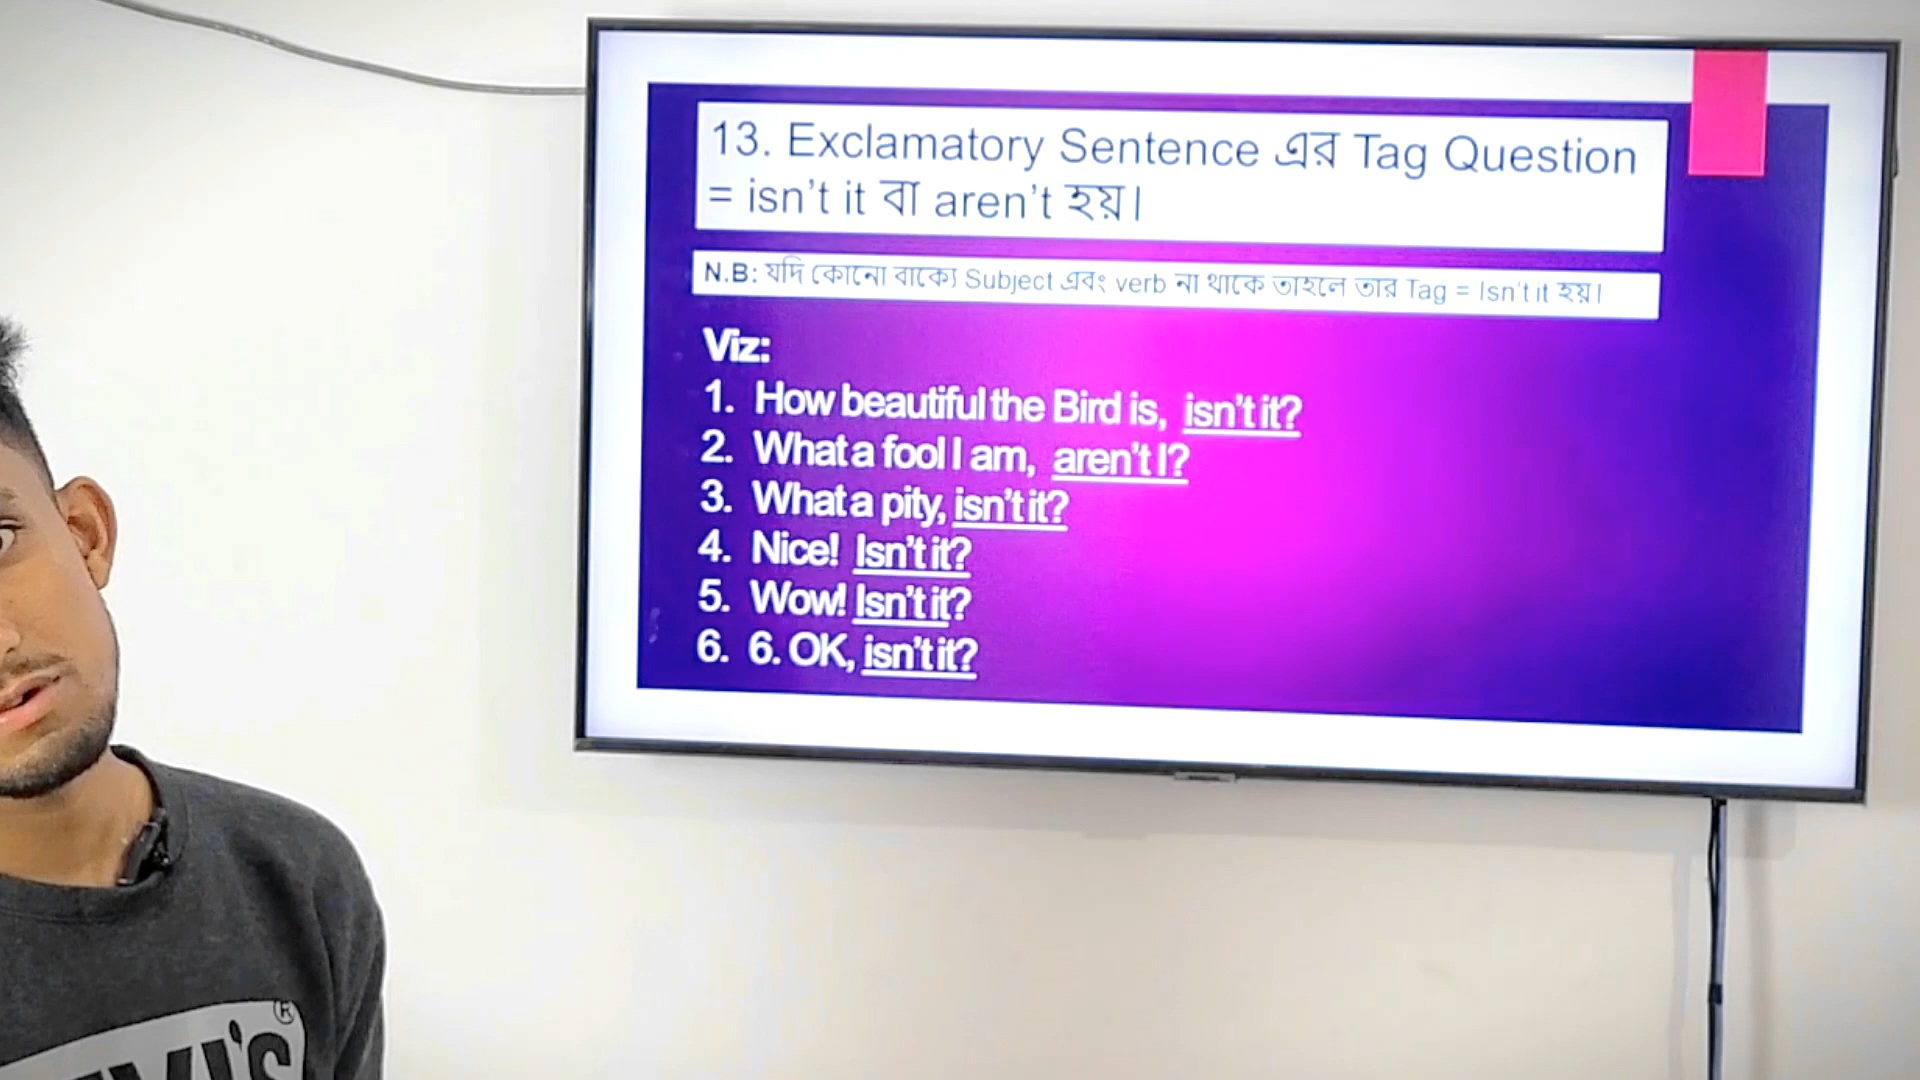 13. Exclamatory Sentence এর Tag Question
= isn't it বা aren't হয়।
N.B: যদি কোনো বাক্যে Subject এবং verb না থাকে তাহলে তার Tag = Isn't it হয়।
Viz:
1. How beautiful the Bird is, isn't it?
2. What a fool I am, aren't I?
3. What a pity, isn't it?
4. Nice! Isn't it?
5. Wow! Isn't it?
6. 6. OK, isn't it?